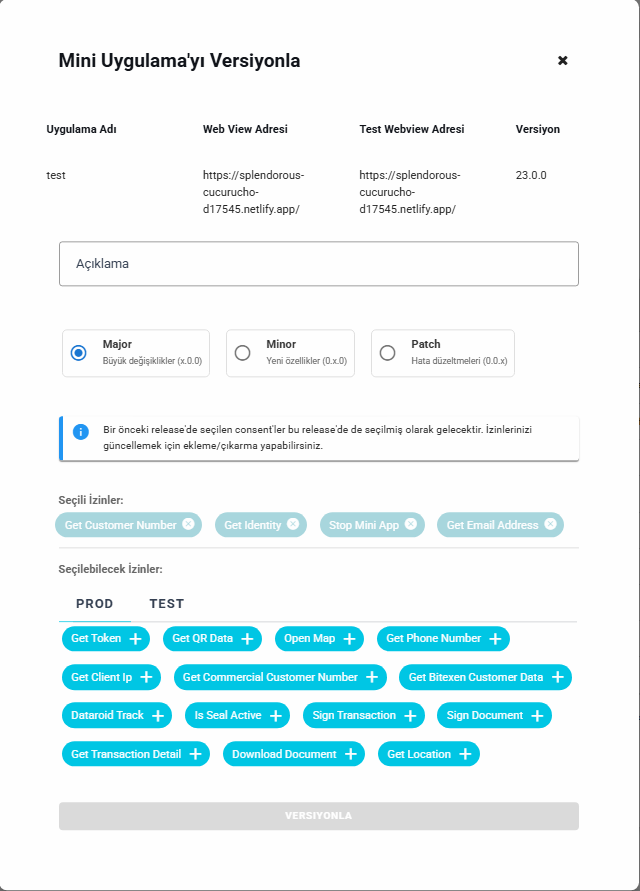 Mini Uygulama'yı Versiyonla
Uygulama Adı Web View Adresi Test Webview Adresi Versiyon
test https://splendorous- https://splendorous- 23.0.0
cucurucho- cucurucho-
d17545.netlify.app/ d17545.netlify.app/
Açıklama
Major Minor Patch
Büyük değişiklikler (x.0.0) Yeni özellikler (0.x.0) Hata düzeltmeleri (0.0.x)
Bir önceki release'de seçilen consent'ler bu release'de de seçilmiş olarak gelecektir. İzinlerinizi
güncellemek için ekleme/çıkarma yapabilirsiniz.
Seçili İzinler:
Get Customer Number Get Identity Stop Mini App Get Email Address
Seçilebilecek İzinler:
PROD TEST
Get Token Get QR Data Open Map Get Phone Number
Get Client Ip Get Commercial Customer Number Get Bitexen Customer Data
Dataroid Track Is Seal Active Sign Transaction Sign Document
Get Transaction Detail Download Document Get Location
VERSIYONLA